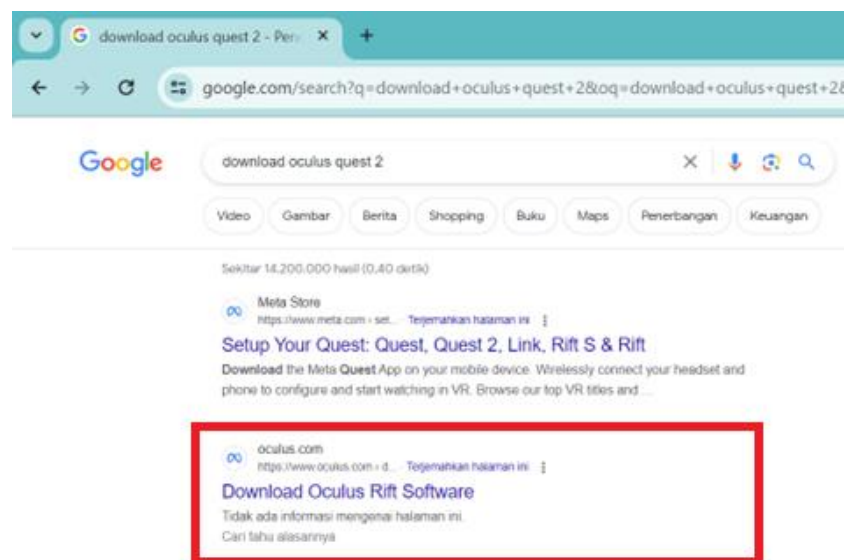 download oculus quest 2 - Pen
google.com/search?q=download+oculus+quest+2&oq=download+oculus+quest+2&
Google
download oculus quest 2
Video Gambar Berita Shopping Buku Maps Penerbangan Keuangan
Sekitar 14.200.000 hasil (0,40 detik)
Meta Store
https://www.meta.com › set... Terjemahkan halaman ini
Setup Your Quest: Quest, Quest 2, Link, Rift S & Rift
Download the Meta Quest App on your mobile device. Wirelessly connect your headset and
phone to configure and start watching in VR. Browse our top VR titles and ...
oculus.com
https://www.oculus.com › d... Terjemahkan halaman ini
Download Oculus Rift Software
Tidak ada informasi mengenai halaman ini.
Cari tahu alasannya